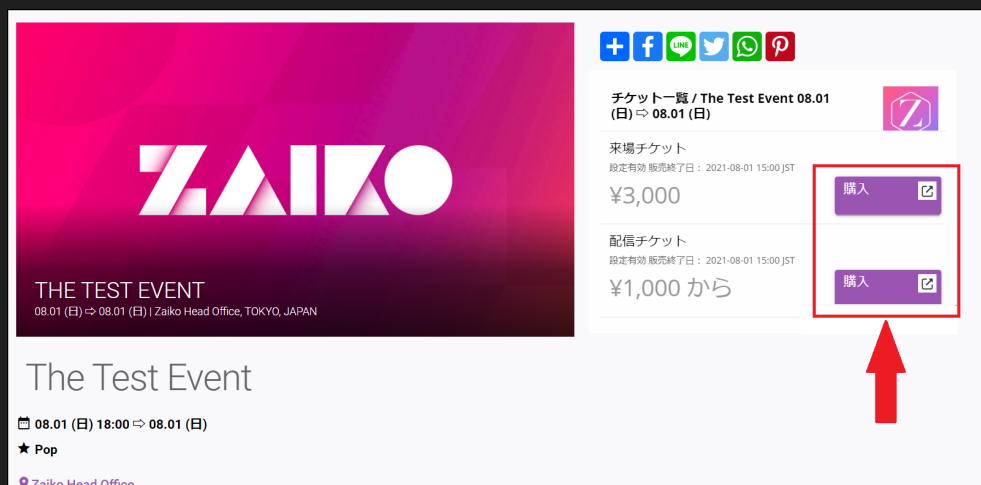 ZAIKO
THE TEST EVENT
08.01 (日) ⇨ 08.01 (日) | Zaiko Head Office, TOKYO, JAPAN
LINE
チケット一覧 / The Test Event 08.01
(日) ⇨ 08.01 (日)
来場チケット
設定有効 販売終了日： 2021-08-01 15:00 JST
¥3,000
購入
配信チケット
設定有効 販売終了日： 2021-08-01 15:00 JST
¥1,000 から
購入
The Test Event
08.01 (日) 18:00 ⇨ 08.01 (日)
Pop
Zaiko Head Office